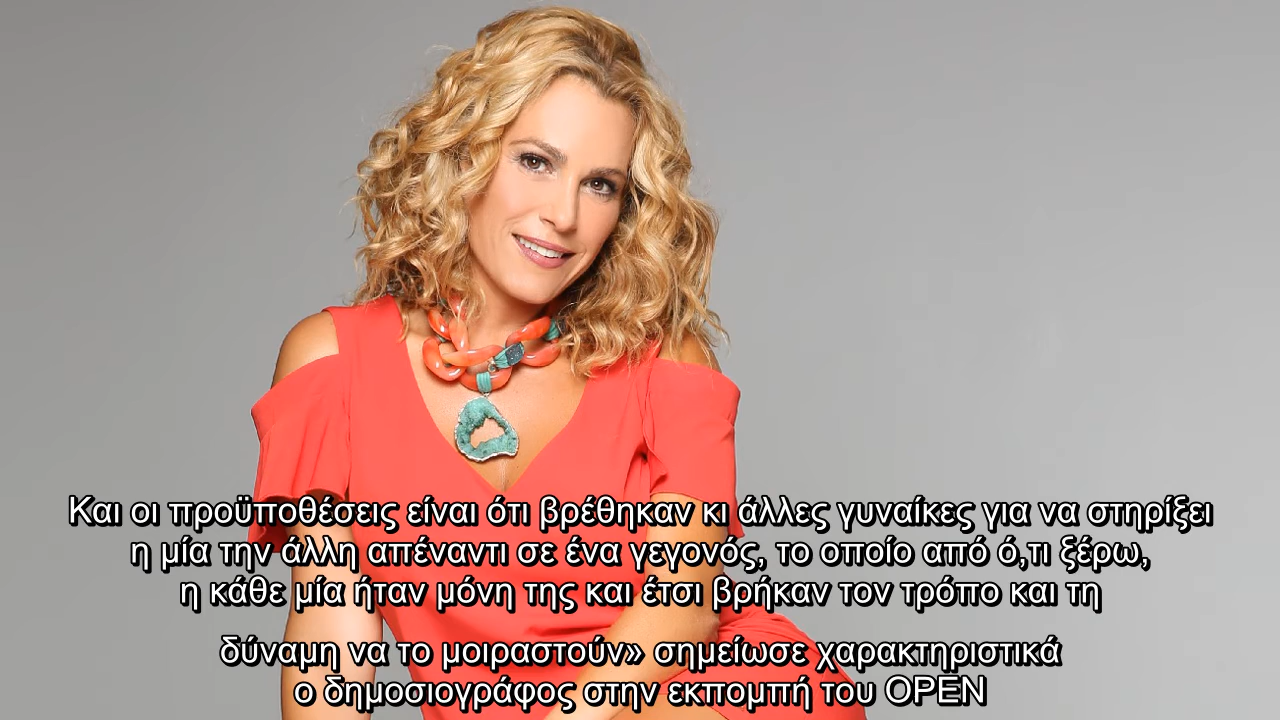 Και οι προϋποθέσεις είναι ότι βρέθηκαν κι άλλες γυναίκες για να στηρίξει
η μία την άλλη απέναντι σε ένα γεγονός, το οποίο από ό,τι ξέρω,
η κάθε μία ήταν μόνη της και έτσι βρήκαν τον τρόπο και τη
δύναμη να το μοιραστούν» σημείωσε χαρακτηριστικά
ο δημοσιογράφος στην εκπομπή του OPEN